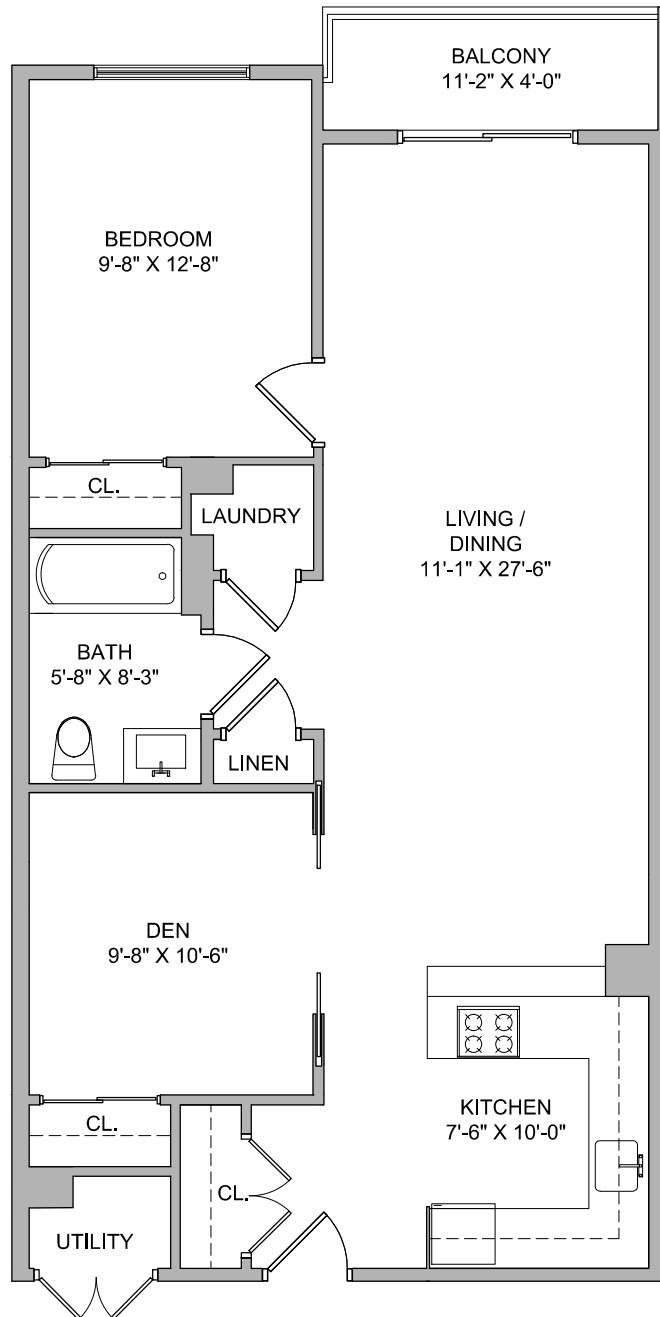 BALCONY
11'-2" X 4'-0"
BEDROOM
9'-8" X 12'-8"
CL.
LAUNDRY
LIVING /
DINING
11'-1" X 27'-6"
BATH
5'-8" X 8'-3"
LINEN
DEN
9'-8" X 10'-6"
KITCHEN
7'-6" X 10'-0"
CL.
CL.
UTILITY